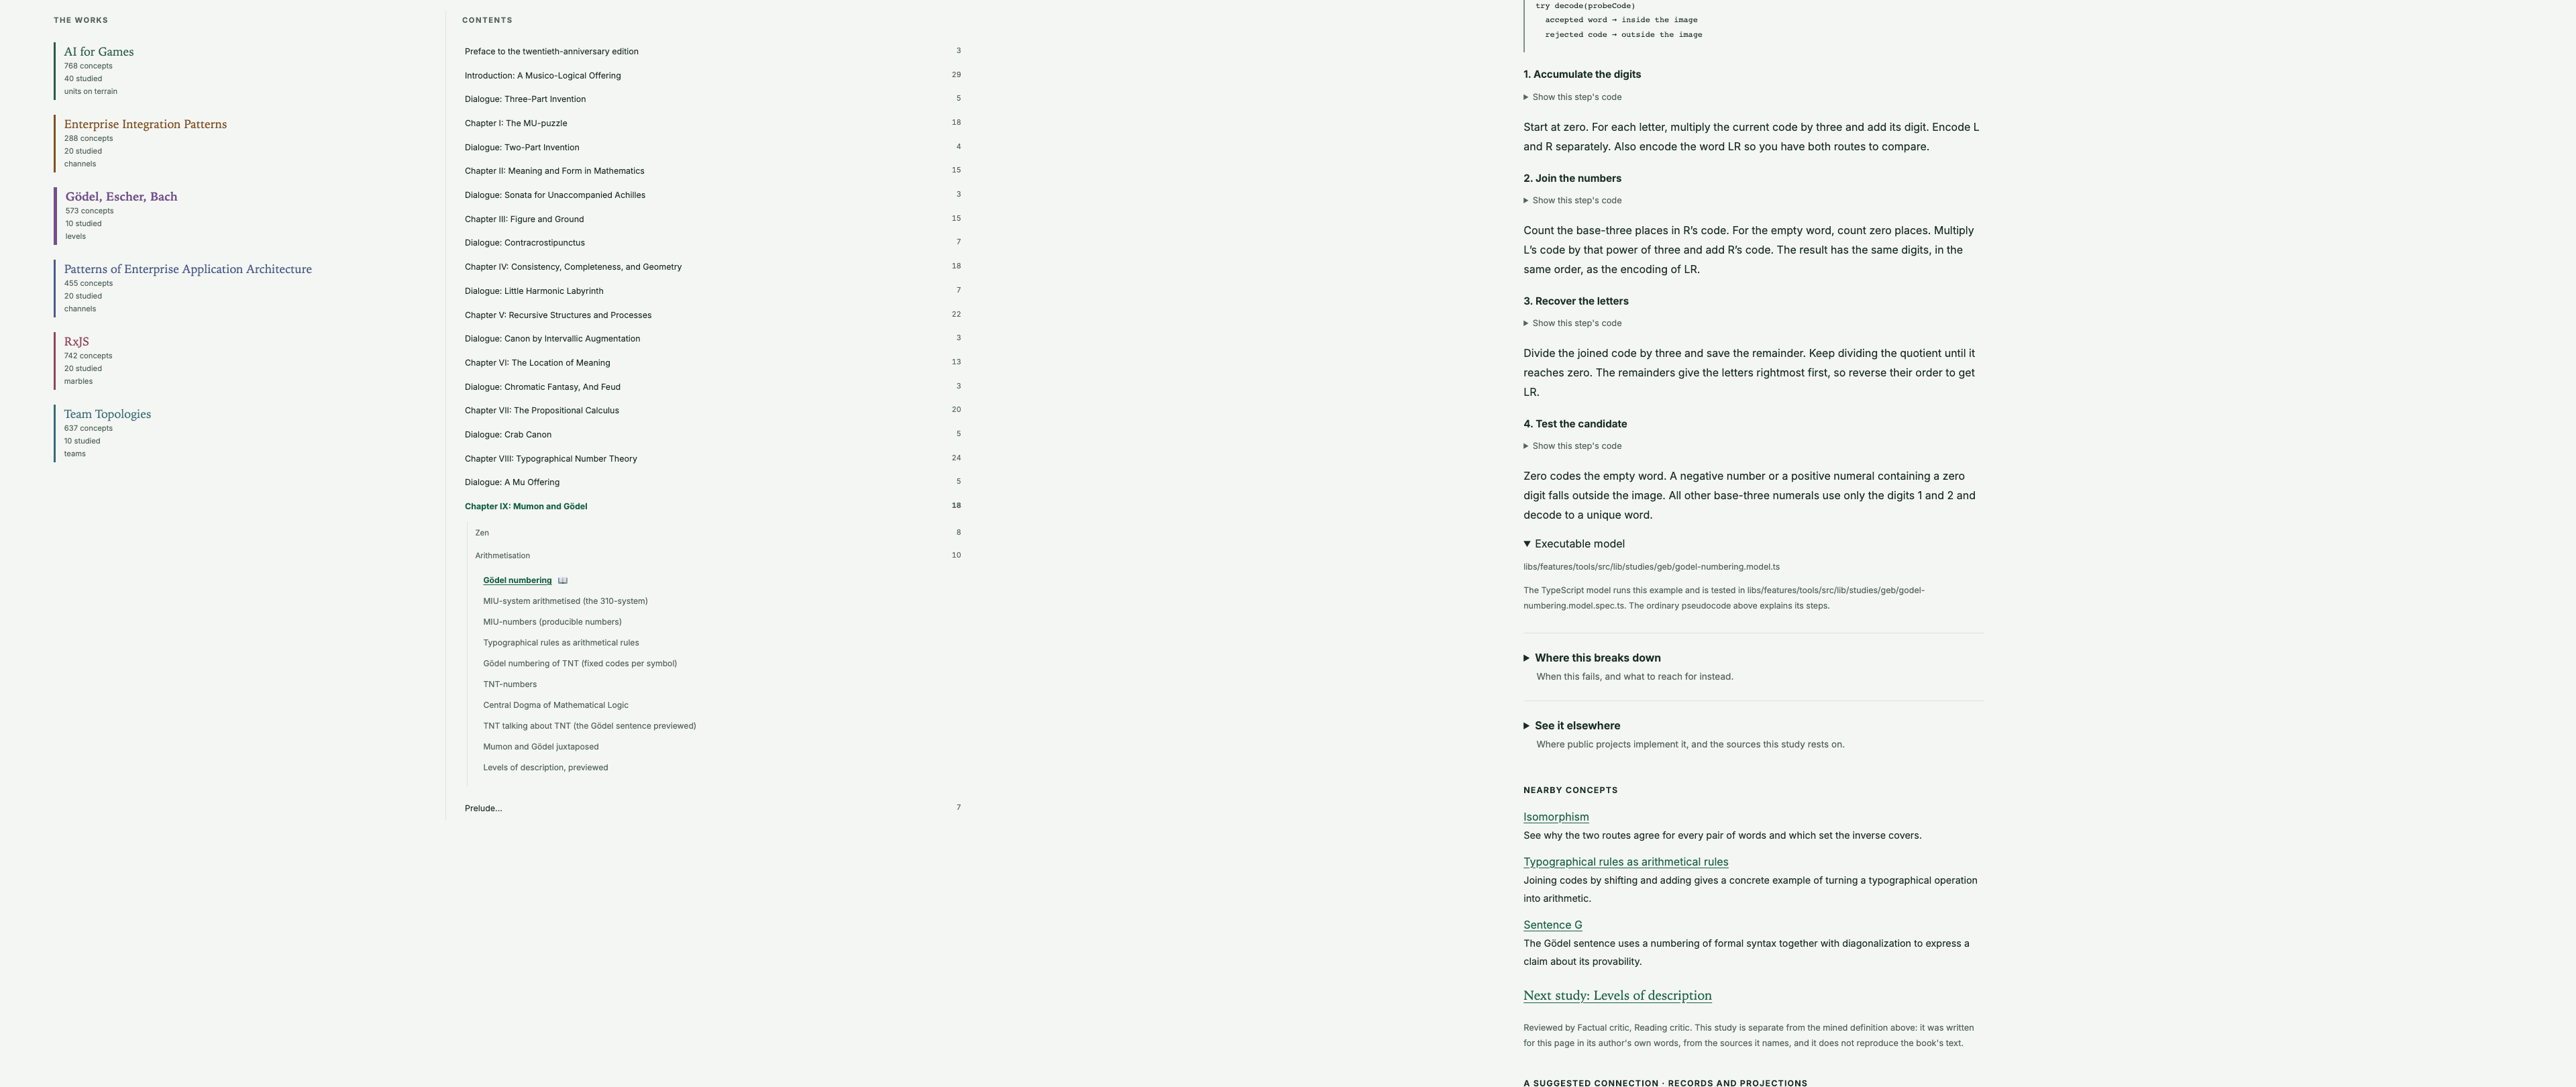 THE WORKS
AI for Games
768 concepts
40 studied
units on terrain
Enterprise Integration Patterns
288 concepts
20 studied
channels
Gödel, Escher, Bach
573 concepts
10 studied
levels
Patterns of Enterprise Application Architecture
455 concepts
20 studied
channels
RxJS
742 concepts
20 studied
marbles
Team Topologies
637 concepts
10 studied
teams
CONTENTS
Preface to the twentieth-anniversary edition 3
Introduction: A Musico-Logical Offering 29
Dialogue: Three-Part Invention 5
Chapter I: The MU-puzzle 18
Dialogue: Two-Part Invention 4
Chapter II: Meaning and Form in Mathematics 15
Dialogue: Sonata for Unaccompanied Achilles 3
Chapter III: Figure and Ground 15
Dialogue: Contracrostipunctus 7
Chapter IV: Consistency, Completeness, and Geometry 18
Dialogue: Little Harmonic Labyrinth 7
Chapter V: Recursive Structures and Processes 22
Dialogue: Canon by Intervallic Augmentation 3
Chapter VI: The Location of Meaning 13
Dialogue: Chromatic Fantasy, And Feud 3
Chapter VII: The Propositional Calculus 20
Dialogue: Crab Canon 5
Chapter VIII: Typographical Number Theory 24
Dialogue: A Mu Offering 5
Chapter IX: Mumon and Gödel 18
Zen 8
Arithmetisation 10
Gödel numbering
MIU-system arithmetised (the 310-system)
MIU-numbers (producible numbers)
Typographical rules as arithmetical rules
Gödel numbering of TNT (fixed codes per symbol)
TNT-numbers
Central Dogma of Mathematical Logic
TNT talking about TNT (the Gödel sentence previewed)
Mumon and Gödel juxtaposed
Levels of description, previewed
Prelude... 7
try decode(probeCode)
accepted word → inside the image
rejected code → outside the image
1. Accumulate the digits
▶ Show this step's code
Start at zero. For each letter, multiply the current code by three and add its digit. Encode L
and R separately. Also encode the word LR so you have both routes to compare.
2. Join the numbers
▶ Show this step's code
Count the base-three places in R’s code. For the empty word, count zero places. Multiply
L’s code by that power of three and add R’s code. The result has the same digits, in the
same order, as the encoding of LR.
3. Recover the letters
▶ Show this step's code
Divide the joined code by three and save the remainder. Keep dividing the quotient until it
reaches zero. The remainders give the letters rightmost first, so reverse their order to get
LR.
4. Test the candidate
▶ Show this step's code
Zero codes the empty word. A negative number or a positive numeral containing a zero
digit falls outside the image. All other base-three numerals use only the digits 1 and 2 and
decode to a unique word.
▼ Executable model
libs/features/tools/src/lib/studies/geb/godel-numbering.model.ts
The TypeScript model runs this example and is tested in libs/features/tools/src/lib/studies/geb/godel-
numbering.model.spec.ts. The ordinary pseudocode above explains its steps.
▶ Where this breaks down
When this fails, and what to reach for instead.
▶ See it elsewhere
Where public projects implement it, and the sources this study rests on.
NEARBY CONCEPTS
Isomorphism
See why the two routes agree for every pair of words and which set the inverse covers.
Typographical rules as arithmetical rules
Joining codes by shifting and adding gives a concrete example of turning a typographical operation
into arithmetic.
Sentence G
The Gödel sentence uses a numbering of formal syntax together with diagonalization to express a
claim about its provability.
Next study: Levels of description
Reviewed by Factual critic, Reading critic. This study is separate from the mined definition above: it was written
for this page in its author's own words, from the sources it names, and it does not reproduce the book's text.
A SUGGESTED CONNECTION · RECORDS AND PROJECTIONS